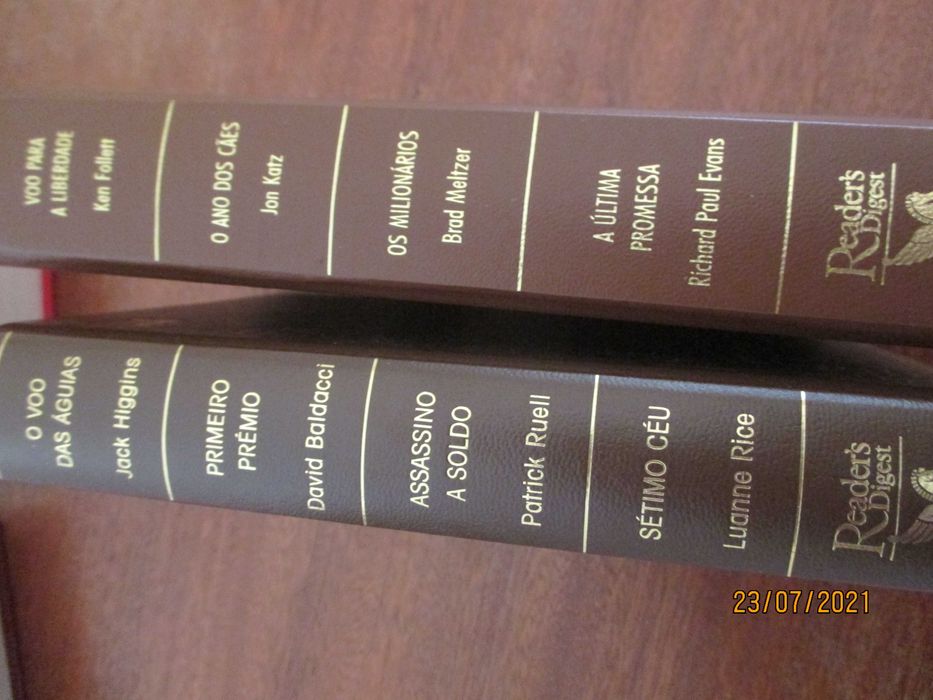 VOO PARA
A LIBERDADE
Ken Follett
O ANO DOS CÃES
Jon Katz
OS MILIONÁRIOS
Brad Meltzer
A ÚLTIMA
PROMESSA
Richard Paul Evans
Reader's
Digest
O VOO
DAS ÁGUIAS
Jack Higgins
PRIMEIRO
PRÉMIO
David Baldacci
ASSASSINO
A SOLDO
Patrick Ruell
SÉTIMO CÉU
Luanne Rice
Reader's
Digest
23/07/2021